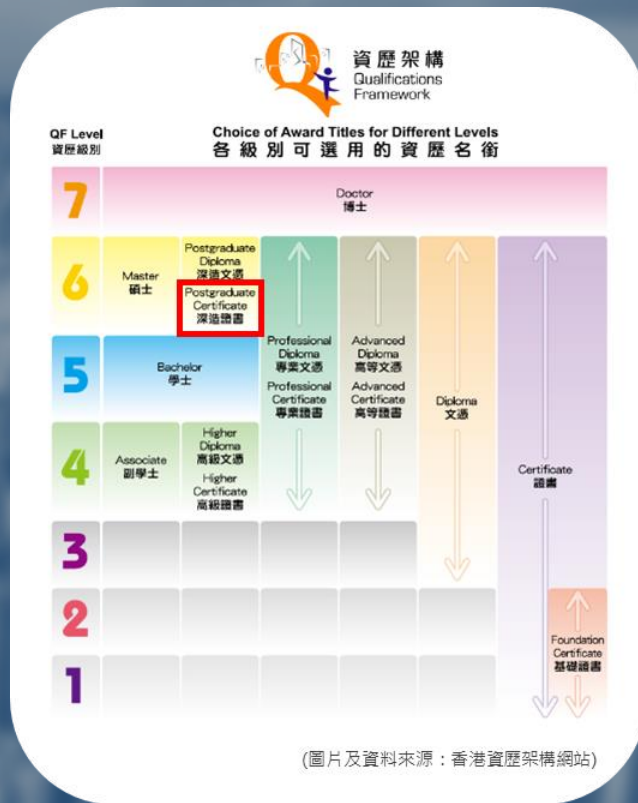 資歷架構
Qualifications
Framework
QF Level
資歷級別
Choice of Award Titles for Different Levels
各級別可選用的資歷名銜
7
Doctor
博士
6
Master
碩士
Postgraduate
Diploma
深造文憑
Postgraduate
Certificate
深造證書
5
Bachelor
學士
Professional
Diploma
專業文憑
Professional
Certificate
專業證書
Advanced
Diploma
高等文憑
Advanced
Certificate
高等證書
Diploma
文憑
4
Associate
副學士
Higher
Diploma
高級文憑
Higher
Certificate
高級證書
Certificate
證書
3
2
Foundation
Certificate
基礎證書
1
(圖片及資料來源：香港資歷架構網站)